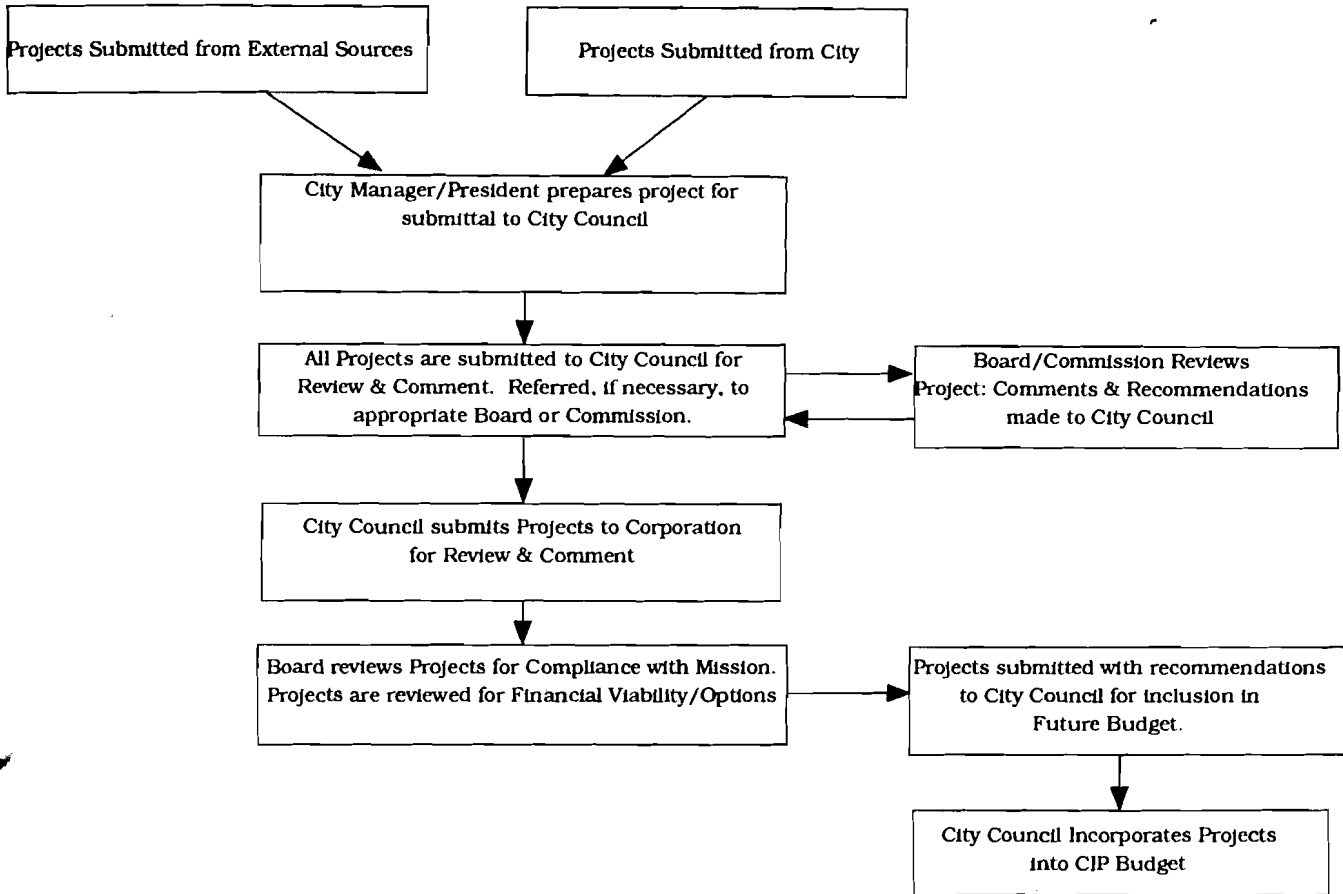 Projects Submitted from External Sources
Projects Submitted from City
City Manager/President prepares project for
submittal to City Council
All Projects are submitted to City Council for
Review & Comment. Referred, if necessary, to
appropriate Board or Commission.
Board/Commission Reviews
Project: Comments & Recommendations
made to City Council
City Council submits Projects to Corporation
for Review & Comment
Board reviews Projects for Compliance with Mission.
Projects are reviewed for Financial Viability/Options
Projects submitted with recommendations
to City Council for inclusion in
Future Budget.
City Council Incorporates Projects
into CIP Budget